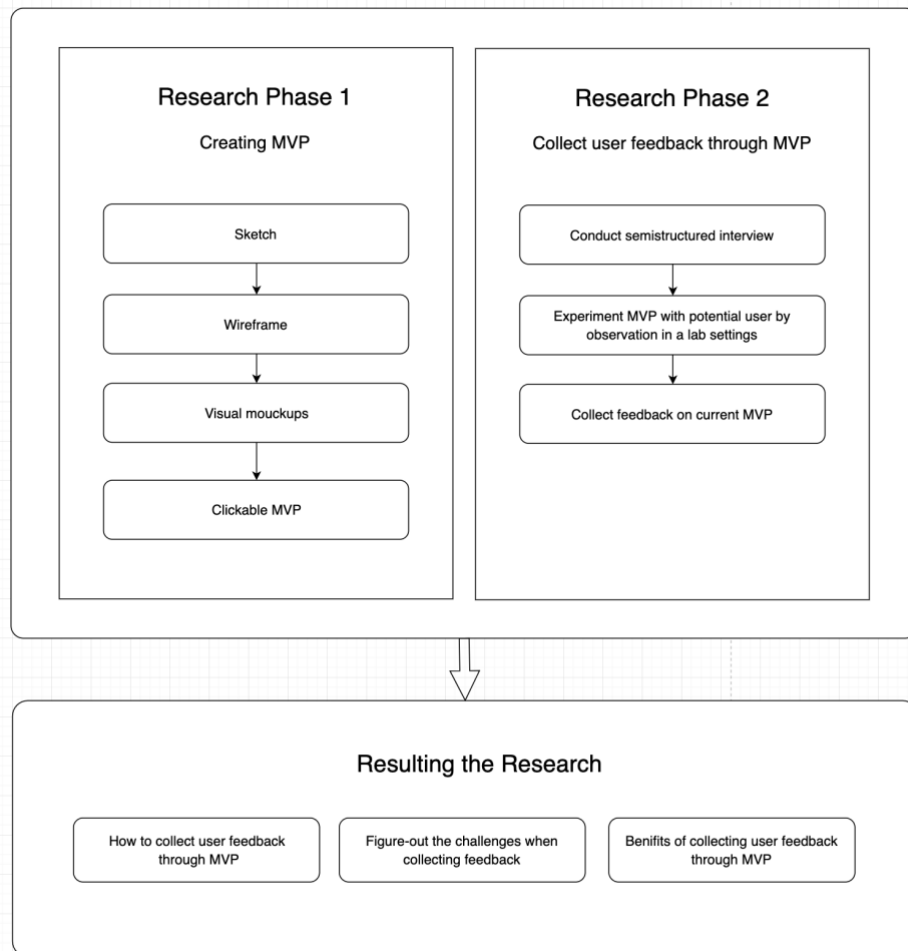 Research Phase 1
Creating MVP
Sketch
Wireframe
Visual mouckups
Clickable MVP
Research Phase 2
Collect user feedback through MVP
Conduct semistructured interview
Experiment MVP with potential user by
observation in a lab settings
Collect feedback on current MVP
Resulting the Research
How to collect user feedback
through MVP
Figure-out the challenges when
collecting feedback
Benifits of collecting user feedback
through MVP